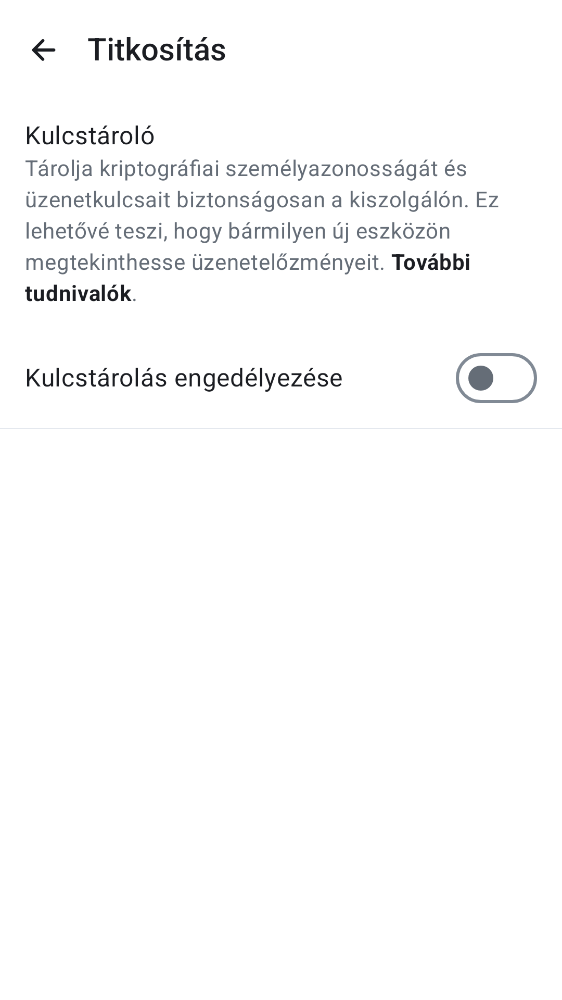 Titkosítás
Kulcstároló
Tárolja kriptográfiai személyazonosságát és
üzenetkulcsait biztonságosan a kiszolgálón. Ez
lehetővé teszi, hogy bármilyen új eszközön
megtekinthesse üzenetelőzményeit. További
tudnivalók.
Kulcstárolás engedélyezése